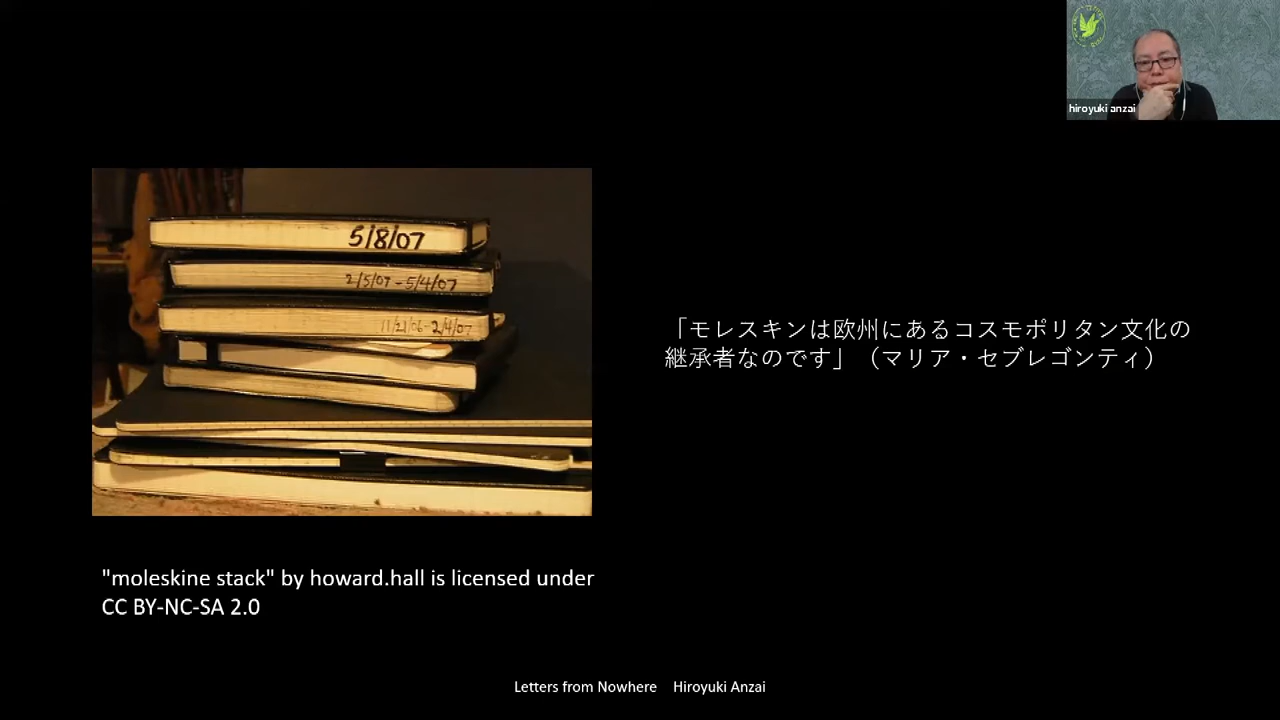 hiroyuki anzai
5/8/07
2/5/07 - 5/4/07
11/21/06 - 2/4/07
「モレスキンは欧州にあるコスモポリタン文化の
継承者なのです」（マリア・セブレゴンティ）
"moleskine stack" by howard.hall is licensed under
CC BY-NC-SA 2.0
Letters from Nowhere Hiroyuki Anzai